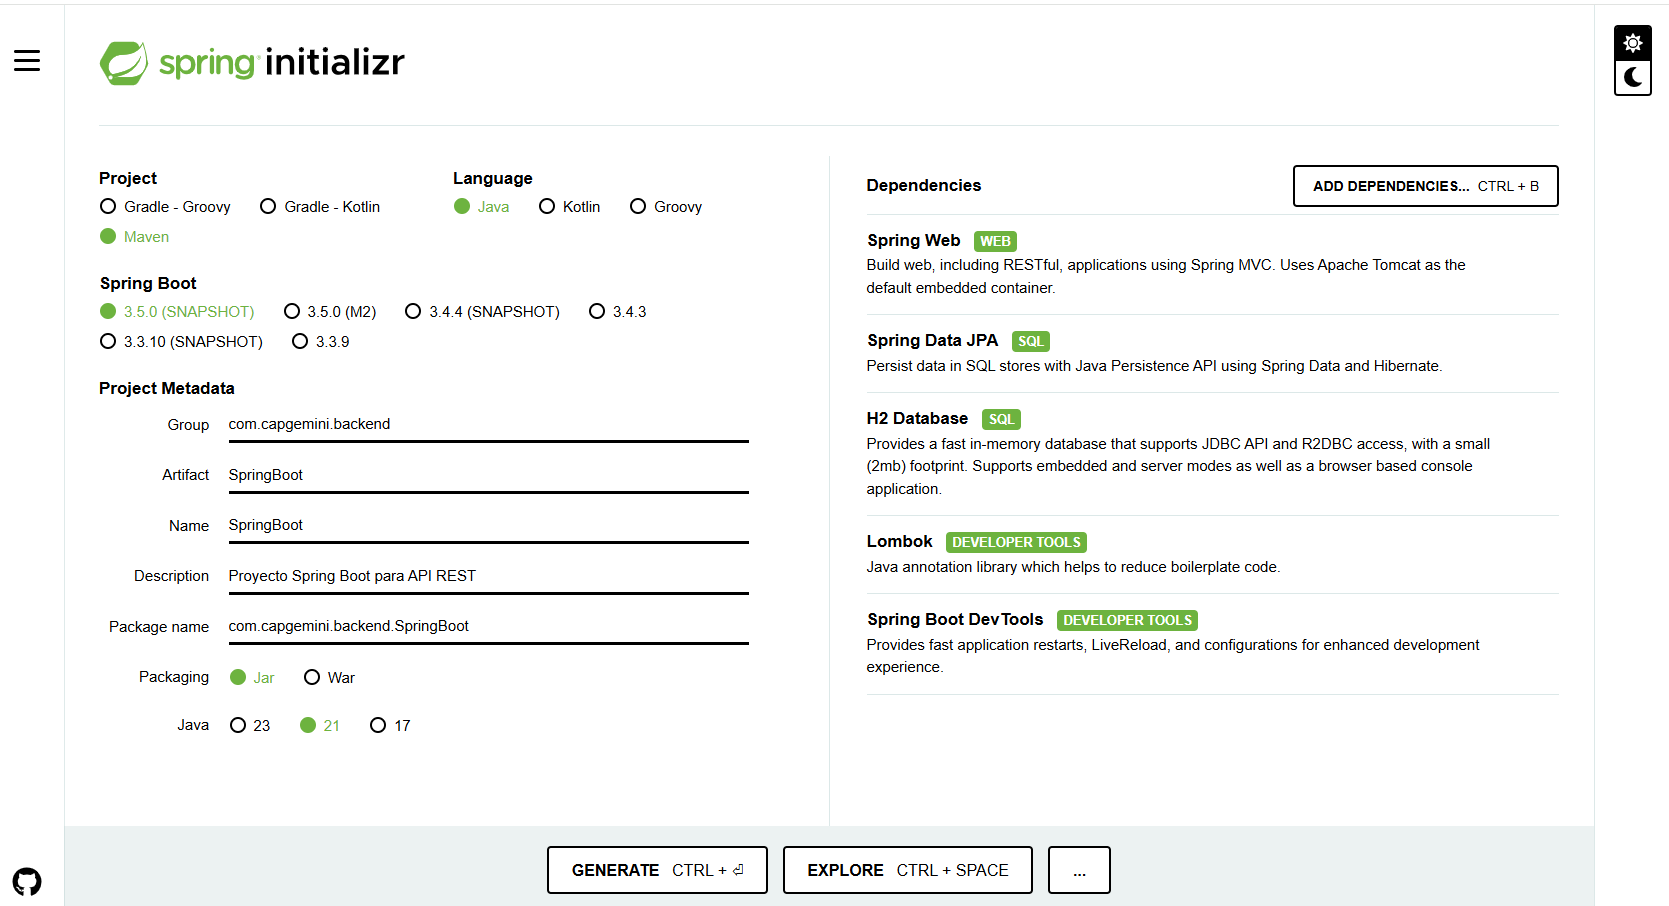 spring initializr
Project
Gradle - Groovy Gradle - Kotlin
Maven
Language
Java Kotlin Groovy
Spring Boot
3.5.0 (SNAPSHOT) 3.5.0 (M2) 3.4.4 (SNAPSHOT) 3.4.3
3.3.10 (SNAPSHOT) 3.3.9
Project Metadata
Group com.capgemini.backend
Artifact SpringBoot
Name SpringBoot
Description Proyecto Spring Boot para API REST
Package name com.capgemini.backend.SpringBoot
Packaging Jar War
Java 23 21 17
Dependencies
ADD DEPENDENCIES... CTRL + B
Spring Web WEB
Build web, including RESTful, applications using Spring MVC. Uses Apache Tomcat as the
default embedded container.
Spring Data JPA SQL
Persist data in SQL stores with Java Persistence API using Spring Data and Hibernate.
H2 Database SQL
Provides a fast in-memory database that supports JDBC API and R2DBC access, with a small
(2mb) footprint. Supports embedded and server modes as well as a browser based console
application.
Lombok DEVELOPER TOOLS
Java annotation library which helps to reduce boilerplate code.
Spring Boot DevTools DEVELOPER TOOLS
Provides fast application restarts, LiveReload, and configurations for enhanced development
experience.
GENERATE CTRL + ⏎
EXPLORE CTRL + SPACE
...